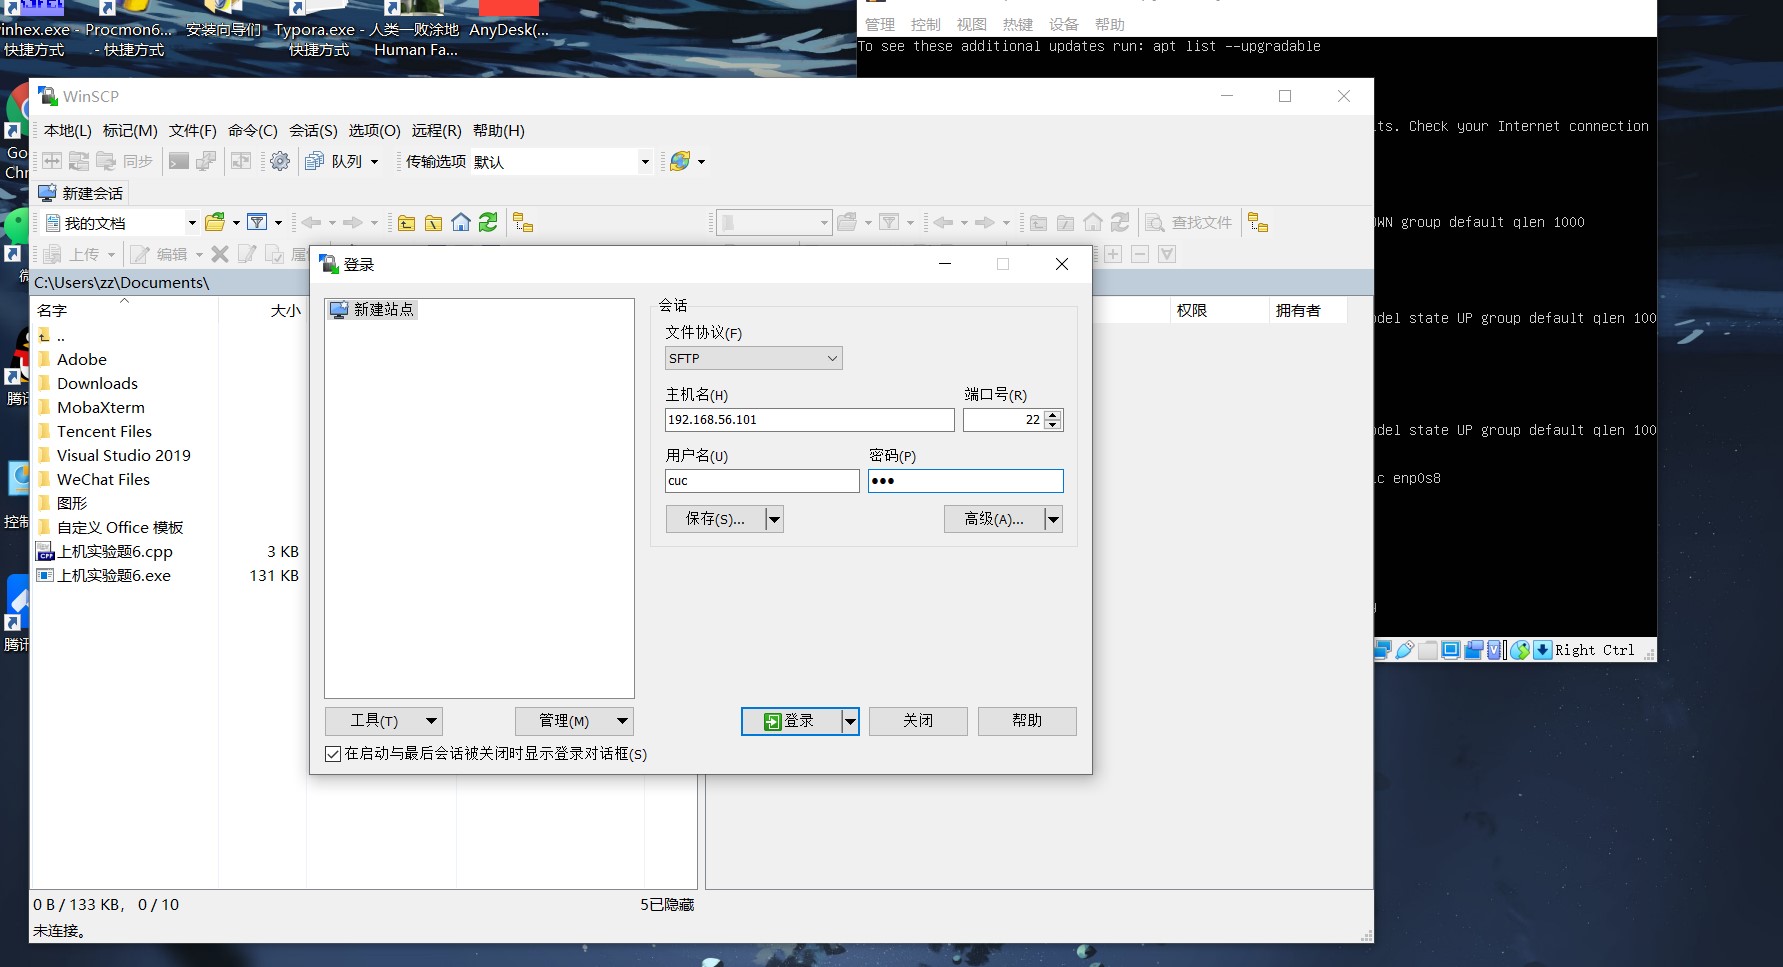 inhex.exe - Procmon6... 安装向导们 Typora.exe - 人类一败涂地 AnyDesk(...
快捷方式 - 快捷方式 快捷方式 Human Fa...
管理 控制 视图 热键 设备 帮助
To see these additional updates run: apt list --upgradable
WinSCP
本地(L) 标记(M) 文件(F) 命令(C) 会话(S) 选项(O) 远程(R) 帮助(H)
ts. Check your Internet connection
同步 队列 传输选项 默认
Go
Chr
新建会话
我的文档 查找文件
OWN group default qlen 1000
上传 编辑 属
登录
C:\Users\zz\Documents\
名字 大小
新建站点
会话
权限 拥有者
del state UP group default qlen 100
文件协议(F)
SFTP
..
Adobe
Downloads
MobaXterm
Tencent Files
Visual Studio 2019
WeChat Files
图形
自定义 Office 模板
上机实验题6.cpp 3 KB
上机实验题6.exe 131 KB
微
腾讯
控制
腾讯
主机名(H) 端口号(R)
192.168.56.101 22
用户名(U) 密码(P)
cuc •••
保存(S)... 高级(A)...
del state UP group default qlen 100
c enp0s8
Right Ctrl
工具(T) 管理(M) 登录 关闭 帮助
在启动与最后会话被关闭时显示登录对话框(S)
0 B / 133 KB, 0 / 10 5已隐藏
未连接。